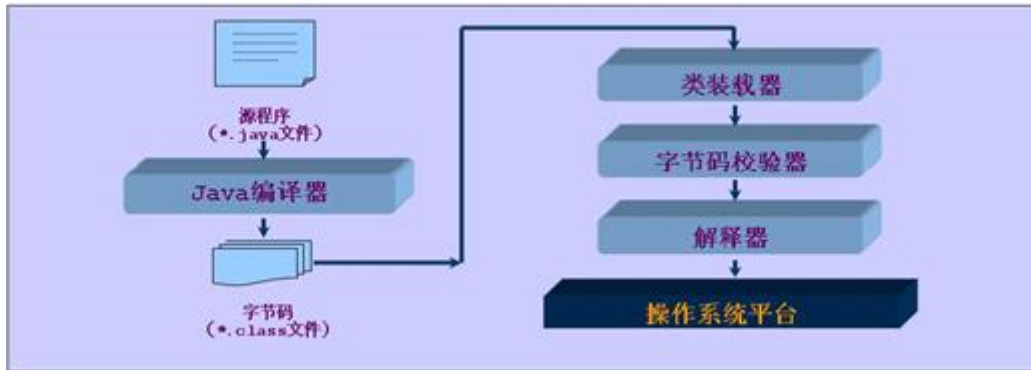 源程序
(*.java文件)
Java编译器
字节码
(*.class文件)
类装载器
字节码校验器
解释器
操作系统平台